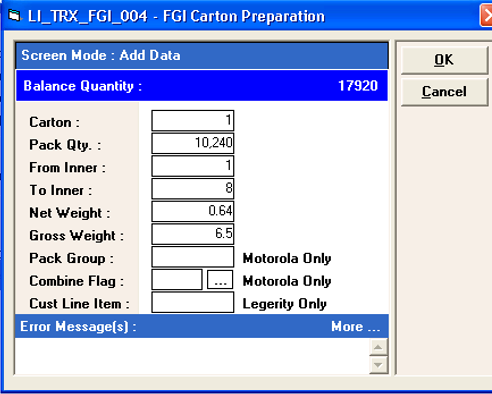 LI_TRX_FGI_004 - FGI Carton Preparation
Screen Mode : Add Data
OK
Balance Quantity : 17920
Cancel
Carton : 1
Pack Qty. : 10,240
From Inner : 1
To Inner : 8
Net Weight : 0.64
Gross Weight : 6.5
Pack Group : Motorola Only
Combine Flag : ... Motorola Only
Cust Line Item : Legerity Only
Error Message(s) : More ...